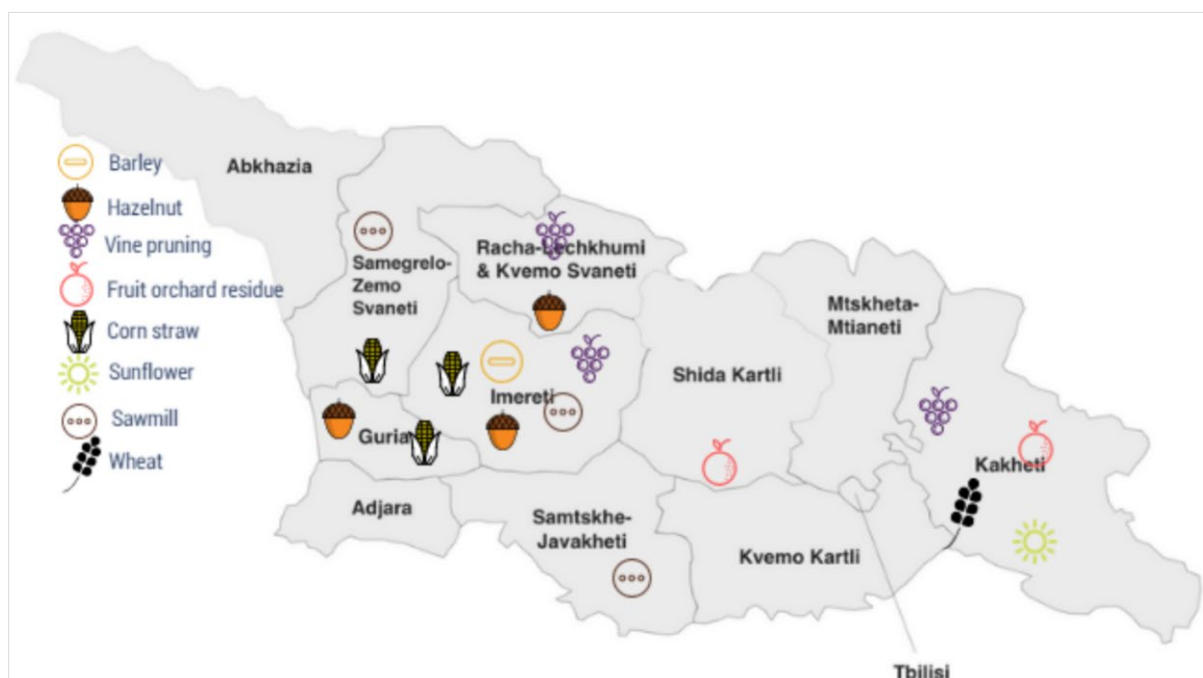 Barley
Hazelnut
Vine pruning
Fruit orchard residue
Corn straw
Sunflower
Sawmill
Wheat
Abkhazia
Samegrelo-
Zemo
Svaneti
Racha-Lechkhumi
& Kvemo Svaneti
Mtskheta-
Mtianeti
Imereti
Shida Kartli
Guria
Kakheti
Adjara
Samtskhe-
Javakheti
Kvemo Kartli
Tbilisi